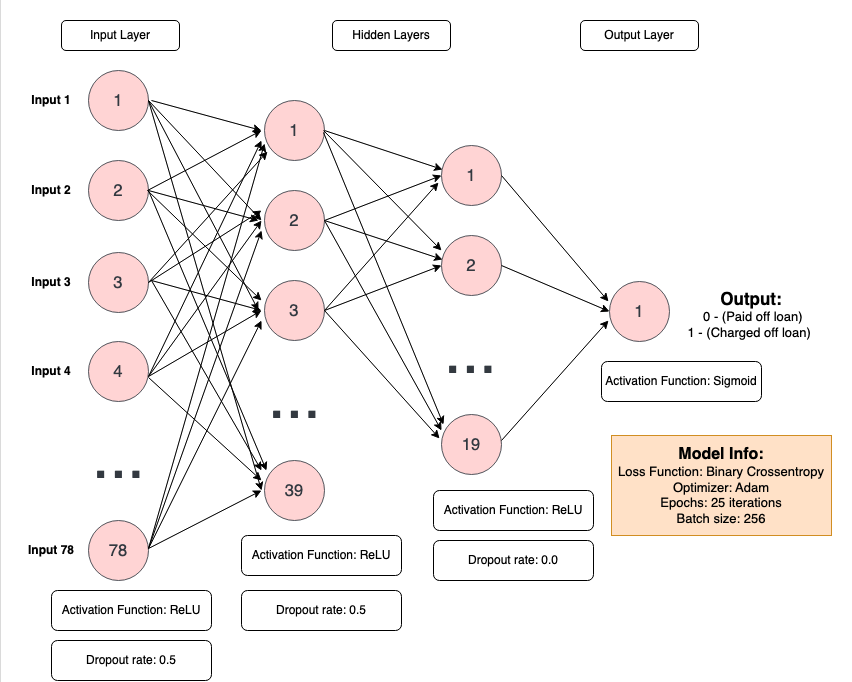 Input Layer
Hidden Layers
Output Layer
Input 1
1
Input 2
2
Input 3
3
Input 4
4
Input 78
78
Activation Function: ReLU
Dropout rate: 0.5
1
2
3
39
Activation Function: ReLU
Dropout rate: 0.5
1
2
19
Activation Function: ReLU
Dropout rate: 0.0
1
Output:
0 - (Paid off loan)
1 - (Charged off loan)
Activation Function: Sigmoid
Model Info:
Loss Function: Binary Crossentropy
Optimizer: Adam
Epochs: 25 iterations
Batch size: 256